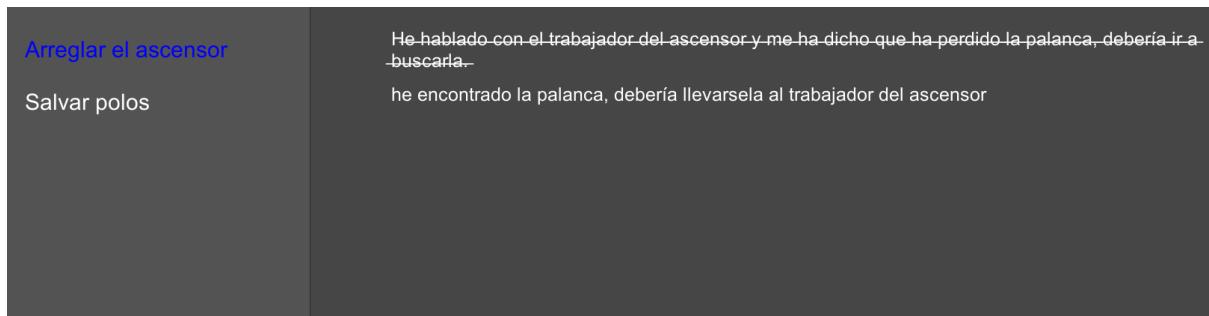 Arreglar el ascensor
Salvar polos
He hablado con el trabajador del ascensor y me ha dicho que ha perdido la palanca, debería ir a
buscarla.
he encontrado la palanca, debería llevarsela al trabajador del ascensor